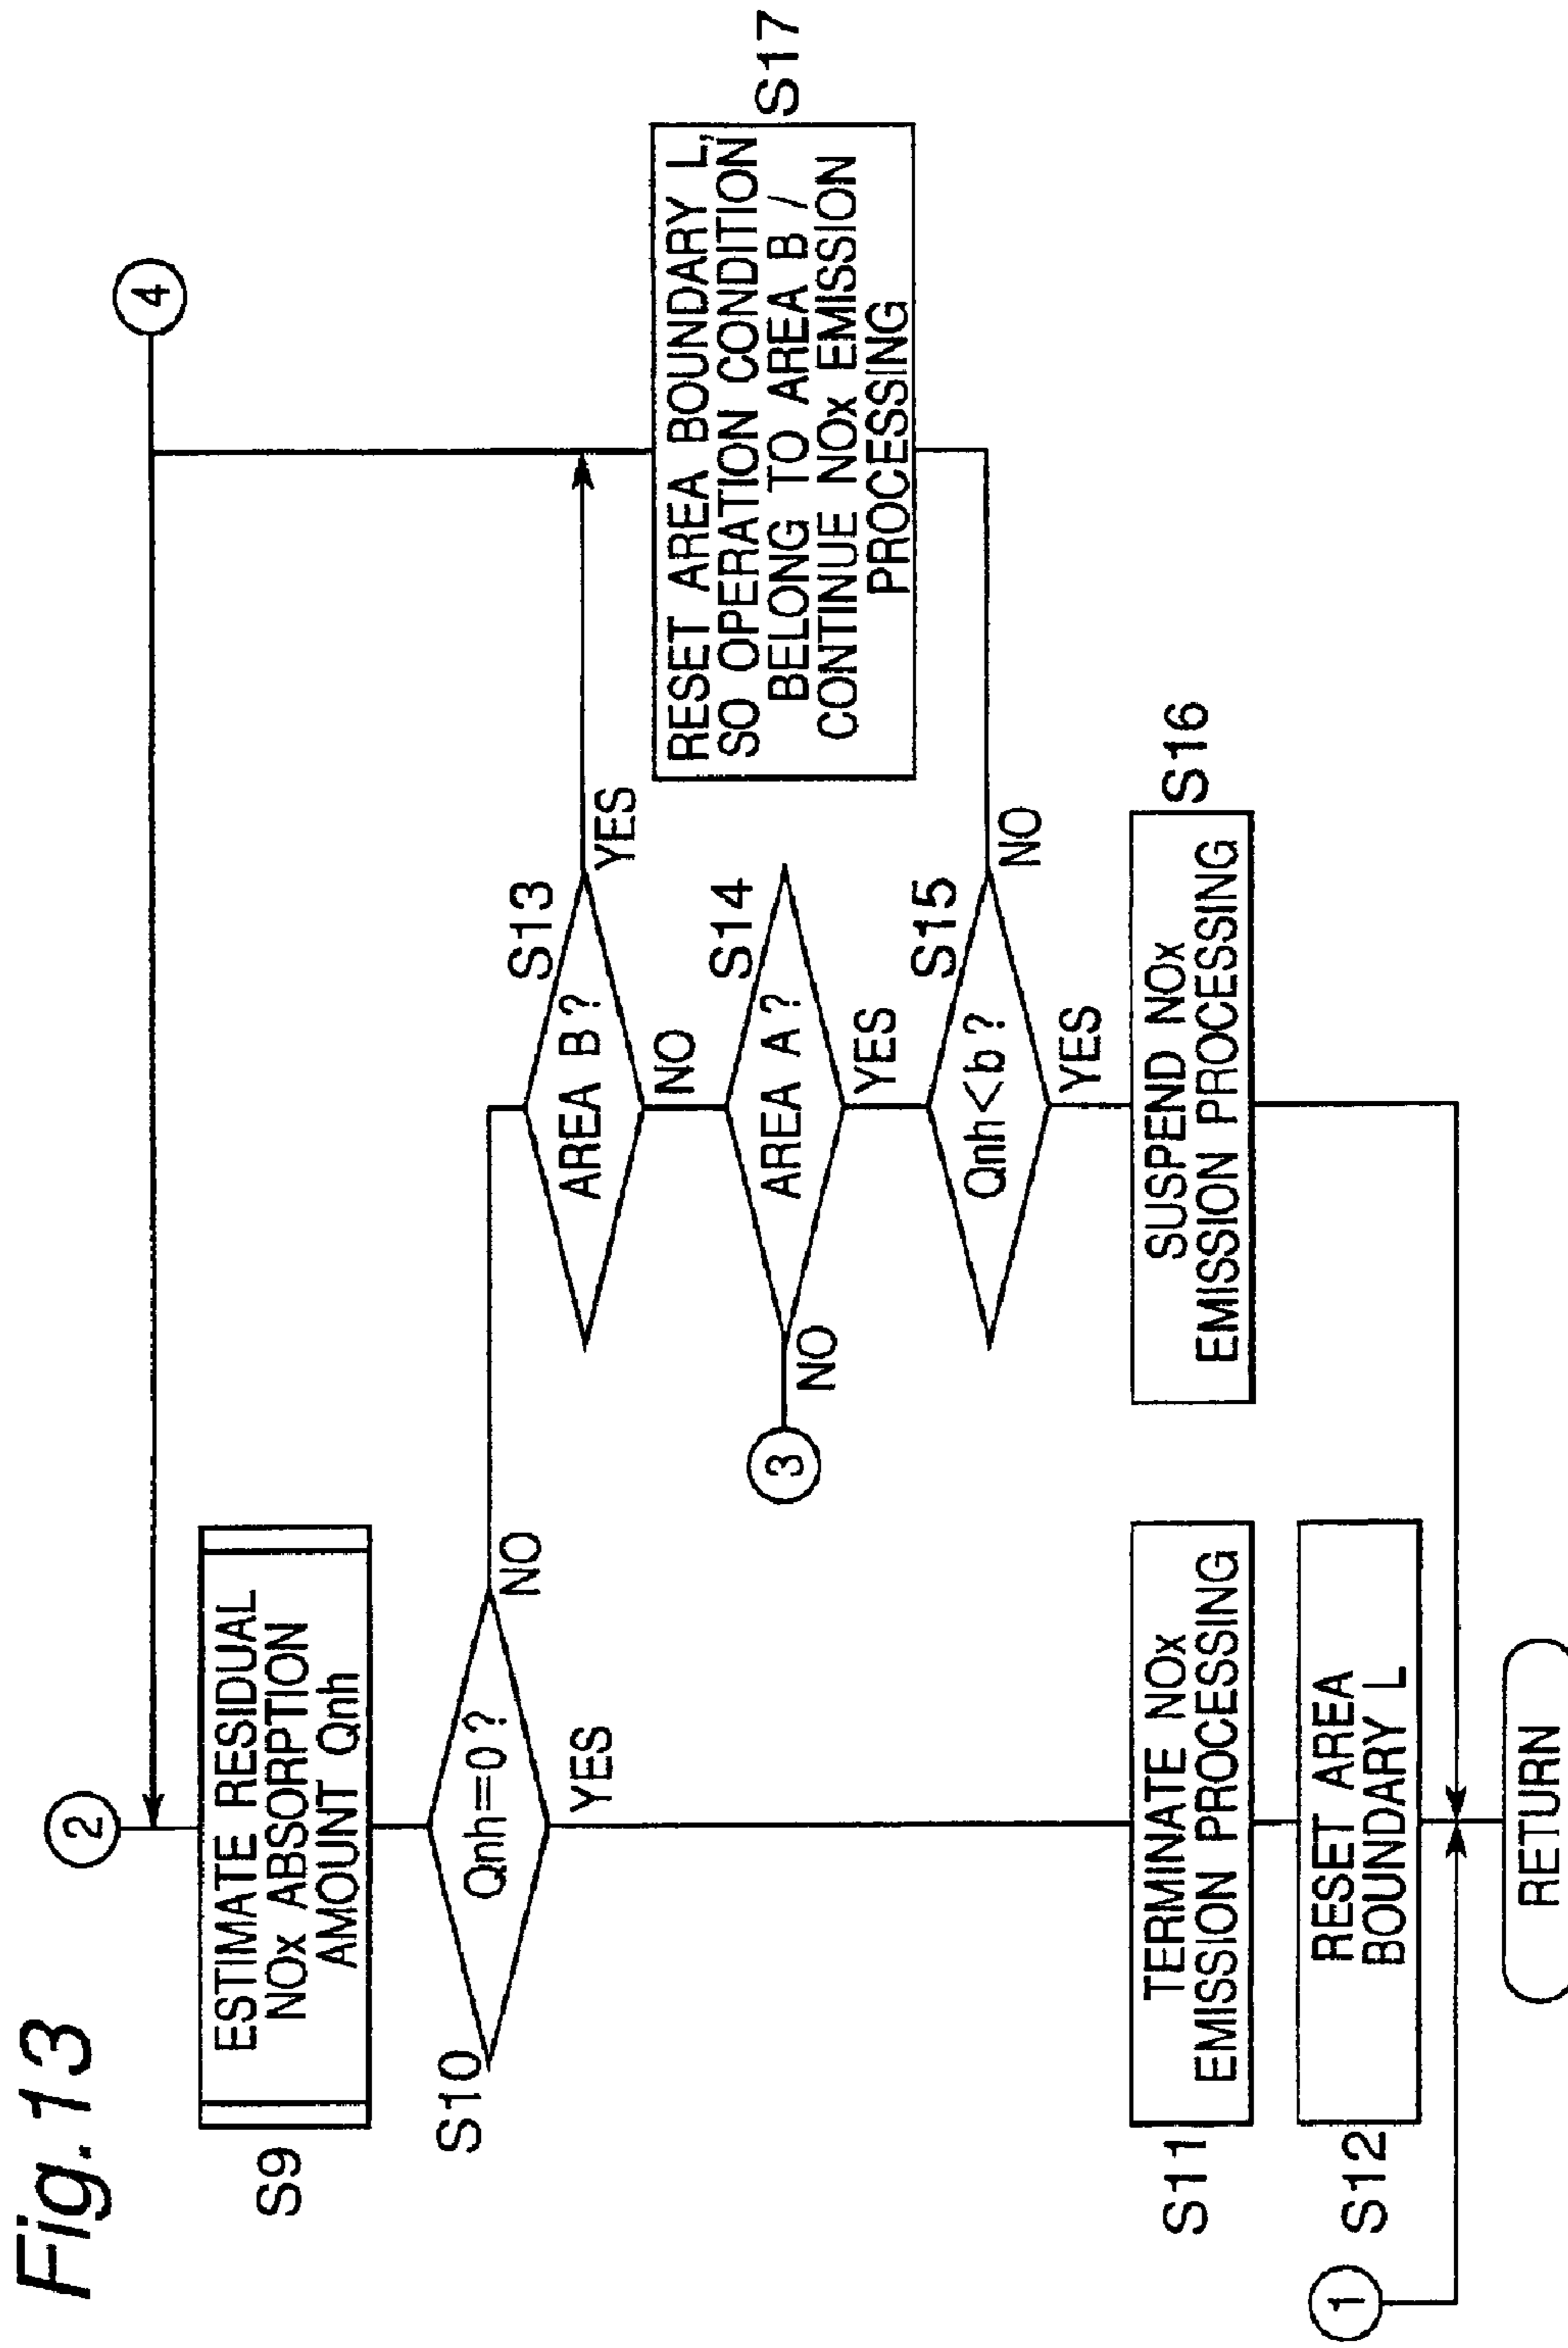 Fig.13
2
4
S9
ESTIMATE RESIDUAL
NOx ABSORPTION
AMOUNT Qnh
S10
Qnh=0?
NO
YES
S13
AREA B?
YES
NO
S14
AREA A?
NO
3
YES
S15
Qnh<b?
NO
YES
S17
RESET AREA BOUNDARY L,
SO OPERATION CONDITION
BELONG TO AREA B /
CONTINUE NOx EMISSION
PROCESSING
S11
TERMINATE NOx
EMISSION PROCESSING
S16
SUSPEND NOx
EMISSION PROCESSING
S12
RESET AREA
BOUNDARY L
1
RETURN